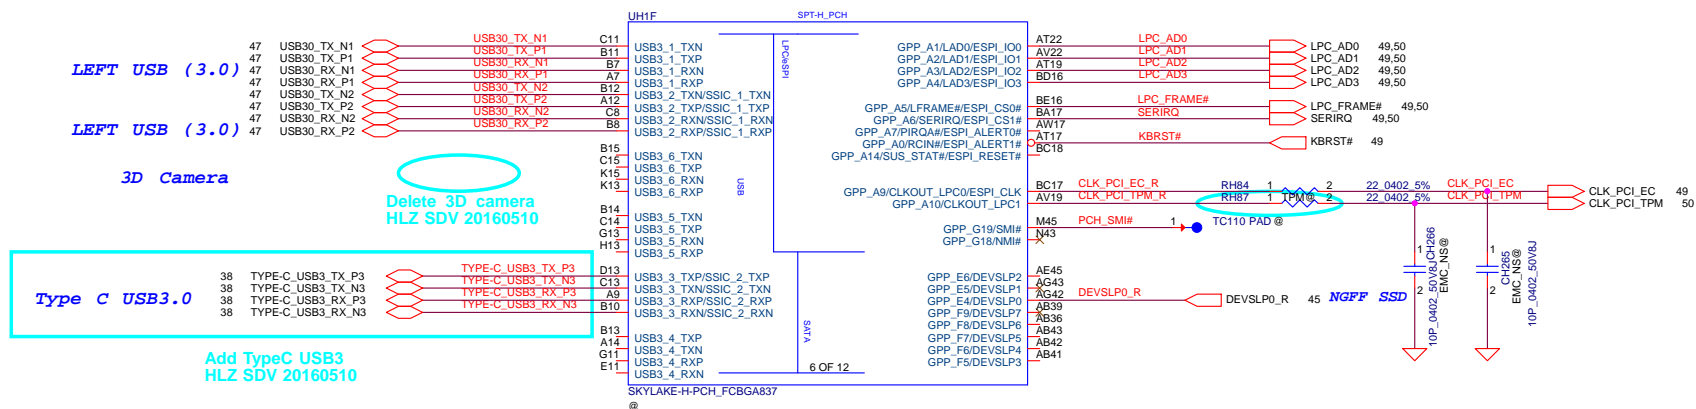 UH1F
SPT-H_PCH
LEFT USB (3.0)
LEFT USB (3.0)
3D Camera
Delete 3D camera
HLZ SDV 20160510
Type C USB3.0
Add TypeC USB3
HLZ SDV 20160510
47 USB30_TX_N1 USB30_TX_N1 C11 USB3_1_TXN
47 USB30_TX_P1 USB30_TX_P1 B11 USB3_1_TXP
47 USB30_RX_N1 USB30_RX_N1 B7 USB3_1_RXN
47 USB30_RX_P1 USB30_RX_P1 A7 USB3_1_RXP
47 USB30_TX_N2 USB30_TX_N2 B12 USB3_2_TXN/SSIC_1_TXN
47 USB30_TX_P2 USB30_TX_P2 A12 USB3_2_TXP/SSIC_1_TXP
47 USB30_RX_N2 USB30_RX_N2 C8 USB3_2_RXN/SSIC_1_RXN
47 USB30_RX_P2 USB30_RX_P2 B8 USB3_2_RXP/SSIC_1_RXP
B15 USB3_6_TXN
C15 USB3_6_TXP
K15 USB3_6_RXN
K13 USB3_6_RXP
B14 USB3_5_TXN
C14 USB3_5_TXP
G13 USB3_5_RXN
H13 USB3_5_RXP
38 TYPE-C_USB3_TX_P3 TYPE-C_USB3_TX_P3 D13 USB3_3_TXP/SSIC_2_TXP
38 TYPE-C_USB3_TX_N3 TYPE-C_USB3_TX_N3 C13 USB3_3_TXN/SSIC_2_TXN
38 TYPE-C_USB3_RX_P3 TYPE-C_USB3_RX_P3 A9 USB3_3_RXP/SSIC_2_RXP
38 TYPE-C_USB3_RX_N3 TYPE-C_USB3_RX_N3 B10 USB3_3_RXN/SSIC_2_RXN
B13 USB3_4_TXP
A14 USB3_4_TXN
G11 USB3_4_RXP
E11 USB3_4_RXN
LPC/eSPI
USB
SATA
6 OF 12
SKYLAKE-H-PCH_FCBGA837
@
GPP_A1/LAD0/ESPI_IO0 AT22 LPC_AD0 LPC_AD0 49,50
GPP_A2/LAD1/ESPI_IO1 AV22 LPC_AD1 LPC_AD1 49,50
GPP_A3/LAD2/ESPI_IO2 AT19 LPC_AD2 LPC_AD2 49,50
GPP_A4/LAD3/ESPI_IO3 BD16 LPC_AD3 LPC_AD3 49,50
GPP_A5/LFRAME#/ESPI_CS0# BE16 LPC_FRAME# LPC_FRAME# 49,50
GPP_A6/SERIRQ/ESPI_CS1# BA17 SERIRQ SERIRQ 49,50
GPP_A7/PIRQA#/ESPI_ALERT0# AW17
GPP_A0/RCIN#/ESPI_ALERT1# AT17 KBRST# KBRST# 49
GPP_A14/SUS_STAT#/ESPI_RESET# BC18
GPP_A9/CLKOUT_LPC0/ESPI_CLK BC17 CLK_PCI_EC_R RH84 1 2 22_0402_5% CLK_PCI_EC CLK_PCI_EC 49
GPP_A10/CLKOUT_LPC1 AV19 CLK_PCI_TPM_R RH87 1 TPM@ 2 22_0402_5% CLK_PCI_TPM CLK_PCI_TPM 50
GPP_G19/SMI# M45 PCH_SMI# 1 TC110 PAD @
GPP_G18/NMI# N43
GPP_E6/DEVSLP2 AE45
GPP_E5/DEVSLP1 AG43
GPP_E4/DEVSLP0 AG42 DEVSLP0_R DEVSLP0_R 45 NGFF SSD
GPP_F9/DEVSLP7 AB39
GPP_F8/DEVSLP6 AB36
GPP_F7/DEVSLP5 AB43
GPP_F6/DEVSLP4 AB42
GPP_F5/DEVSLP3 AB41
1
2
10P_0402_50V8J
CH266
EMC_NS@
1
2
CH265
EMC_NS@
10P_0402_50V8J